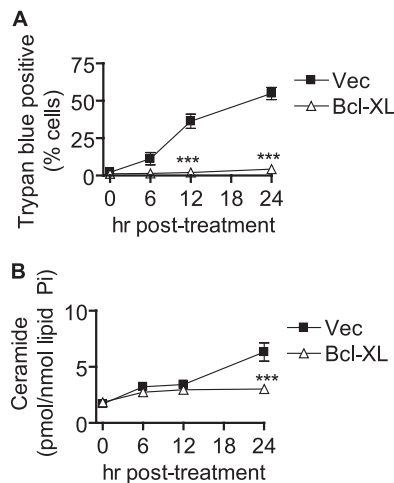 A
Trypan blue positive
(% cells)
75
50
25
0
***
***
0 6 12 18 24
hr post-treatment
Vec
Bcl-XL
B
Ceramide
(pmol/nmol lipid Pi)
10
5
0
***
0 6 12 18 24
hr post-treatment
Vec
Bcl-XL